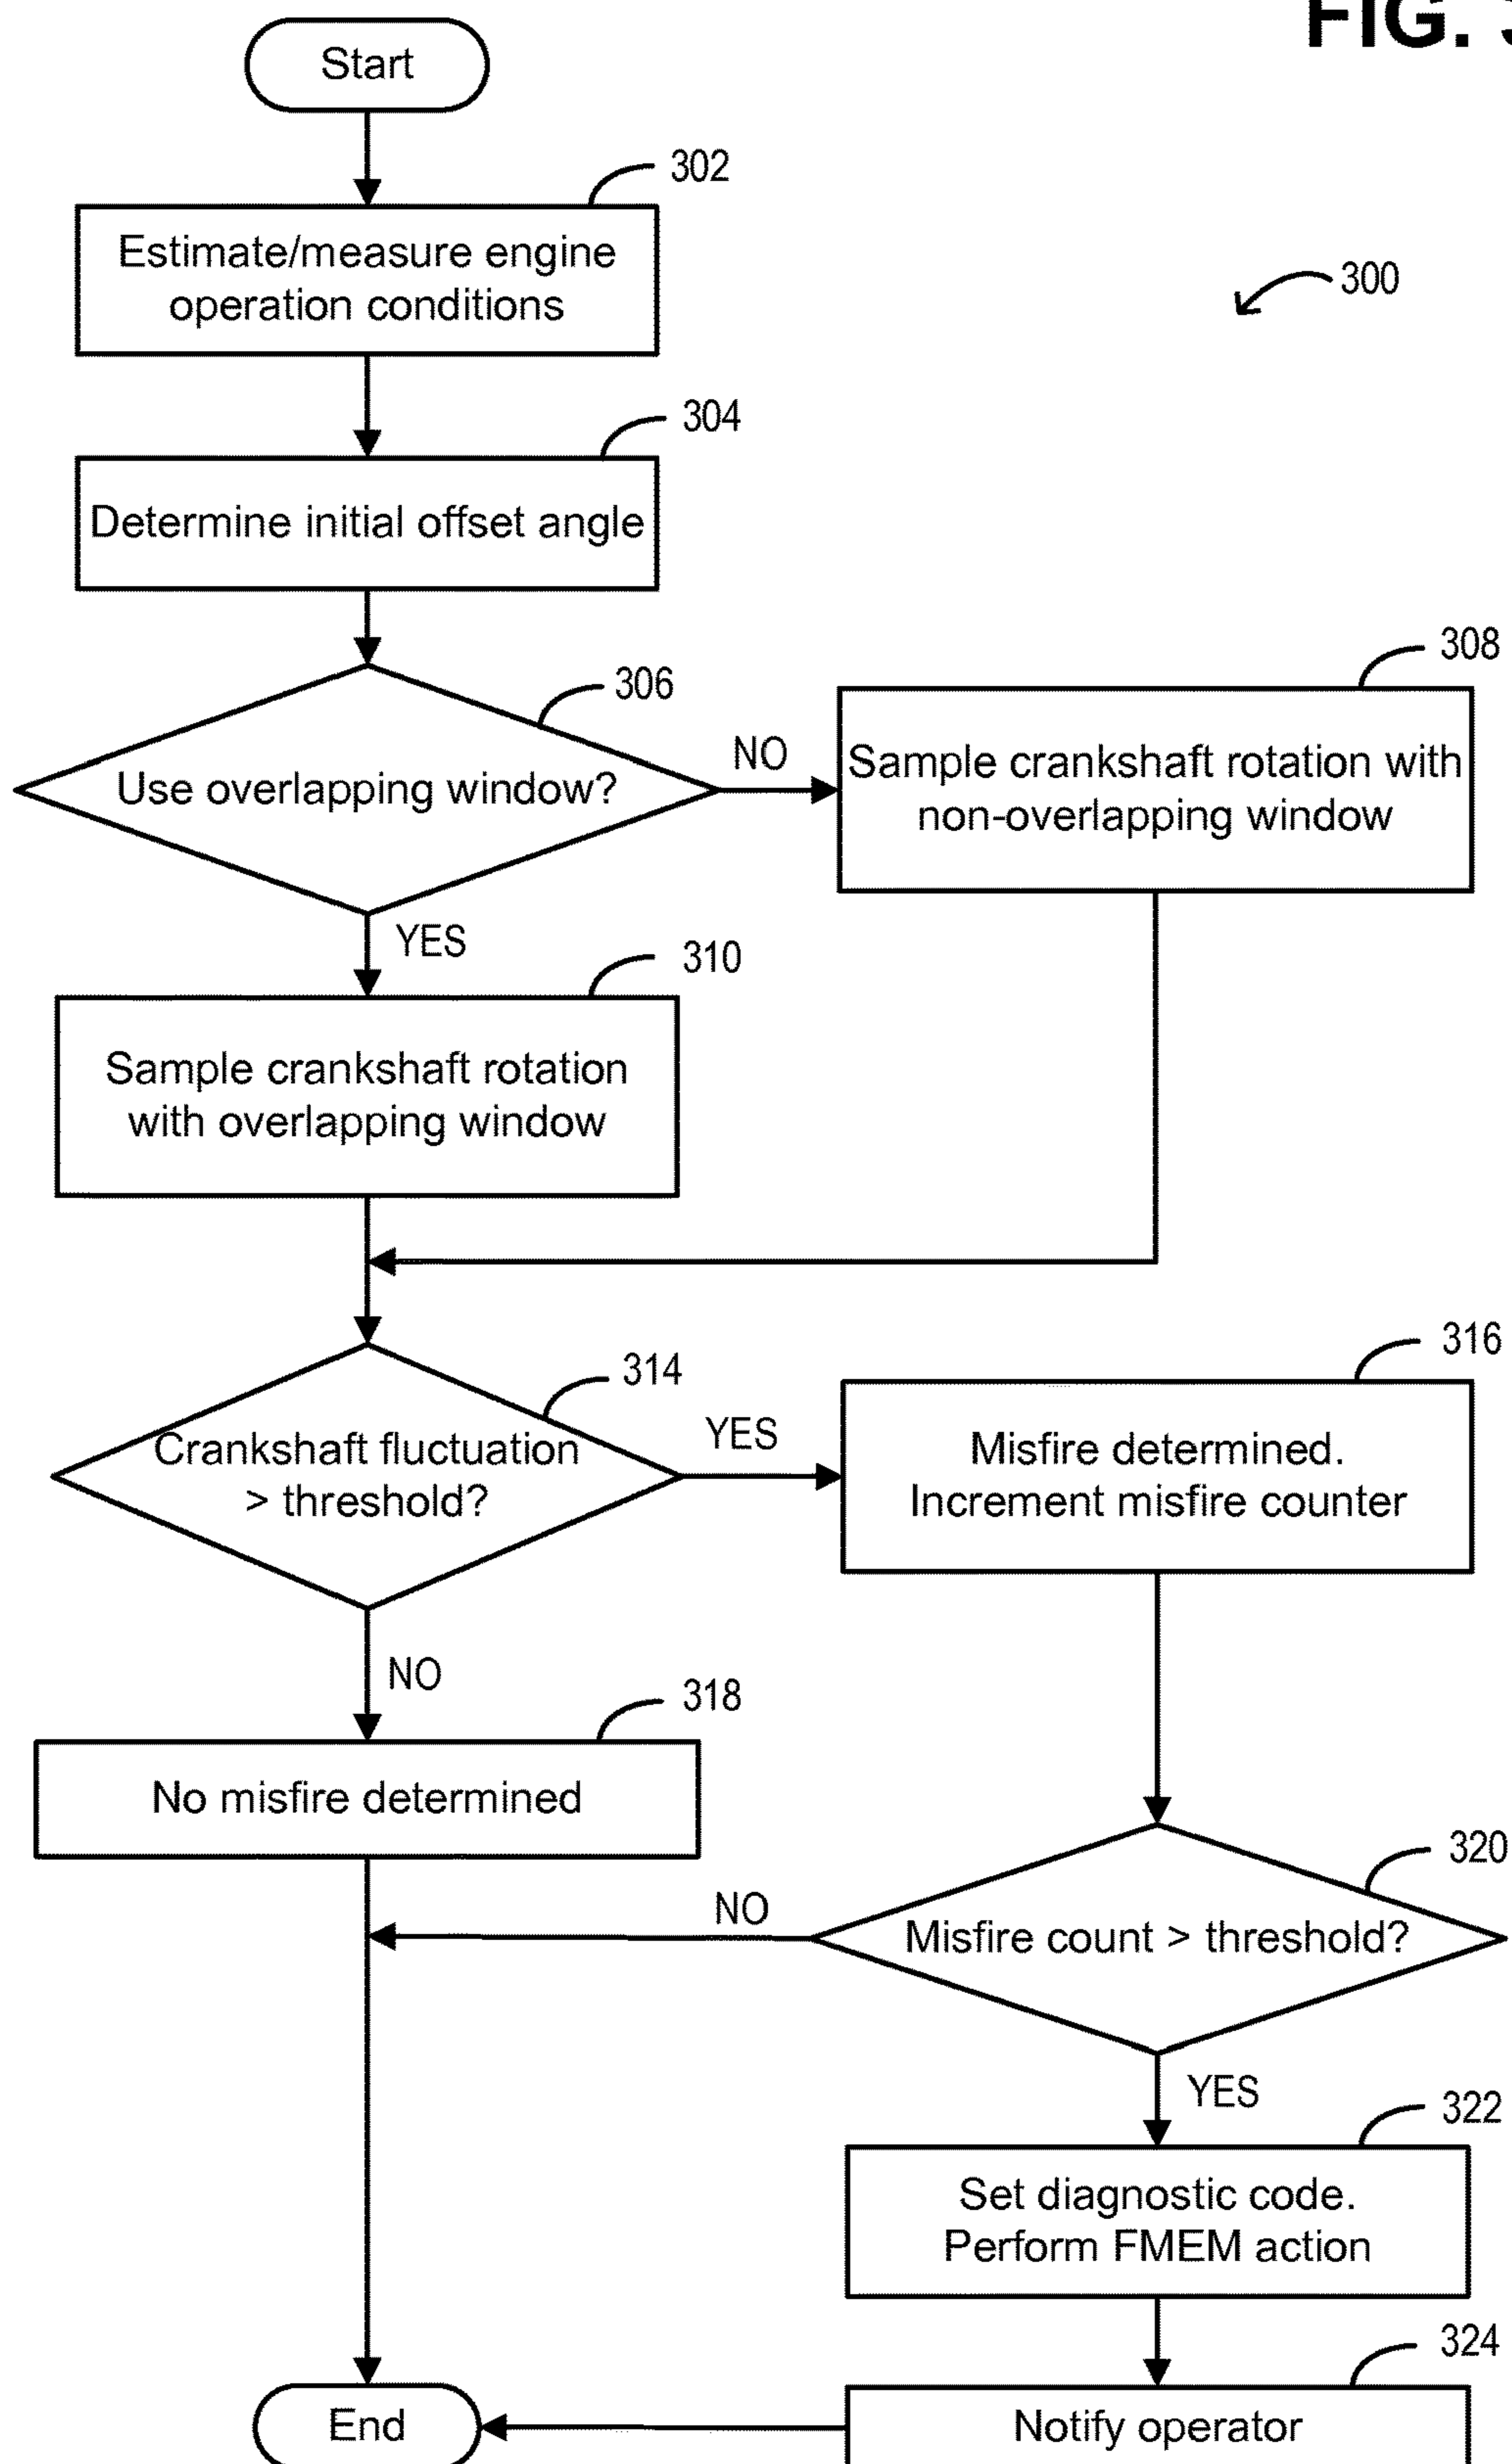 FIG. 3
Start
302
Estimate/measure engine
operation conditions
300
304
Determine initial offset angle
306
Use overlapping window?
NO
308
Sample crankshaft rotation with
non-overlapping window
YES
310
Sample crankshaft rotation
with overlapping window
314
Crankshaft fluctuation
> threshold?
YES
316
Misfire determined.
Increment misfire counter
NO
318
No misfire determined
320
Misfire count > threshold?
NO
YES
322
Set diagnostic code.
Perform FMEM action
324
Notify operator
End